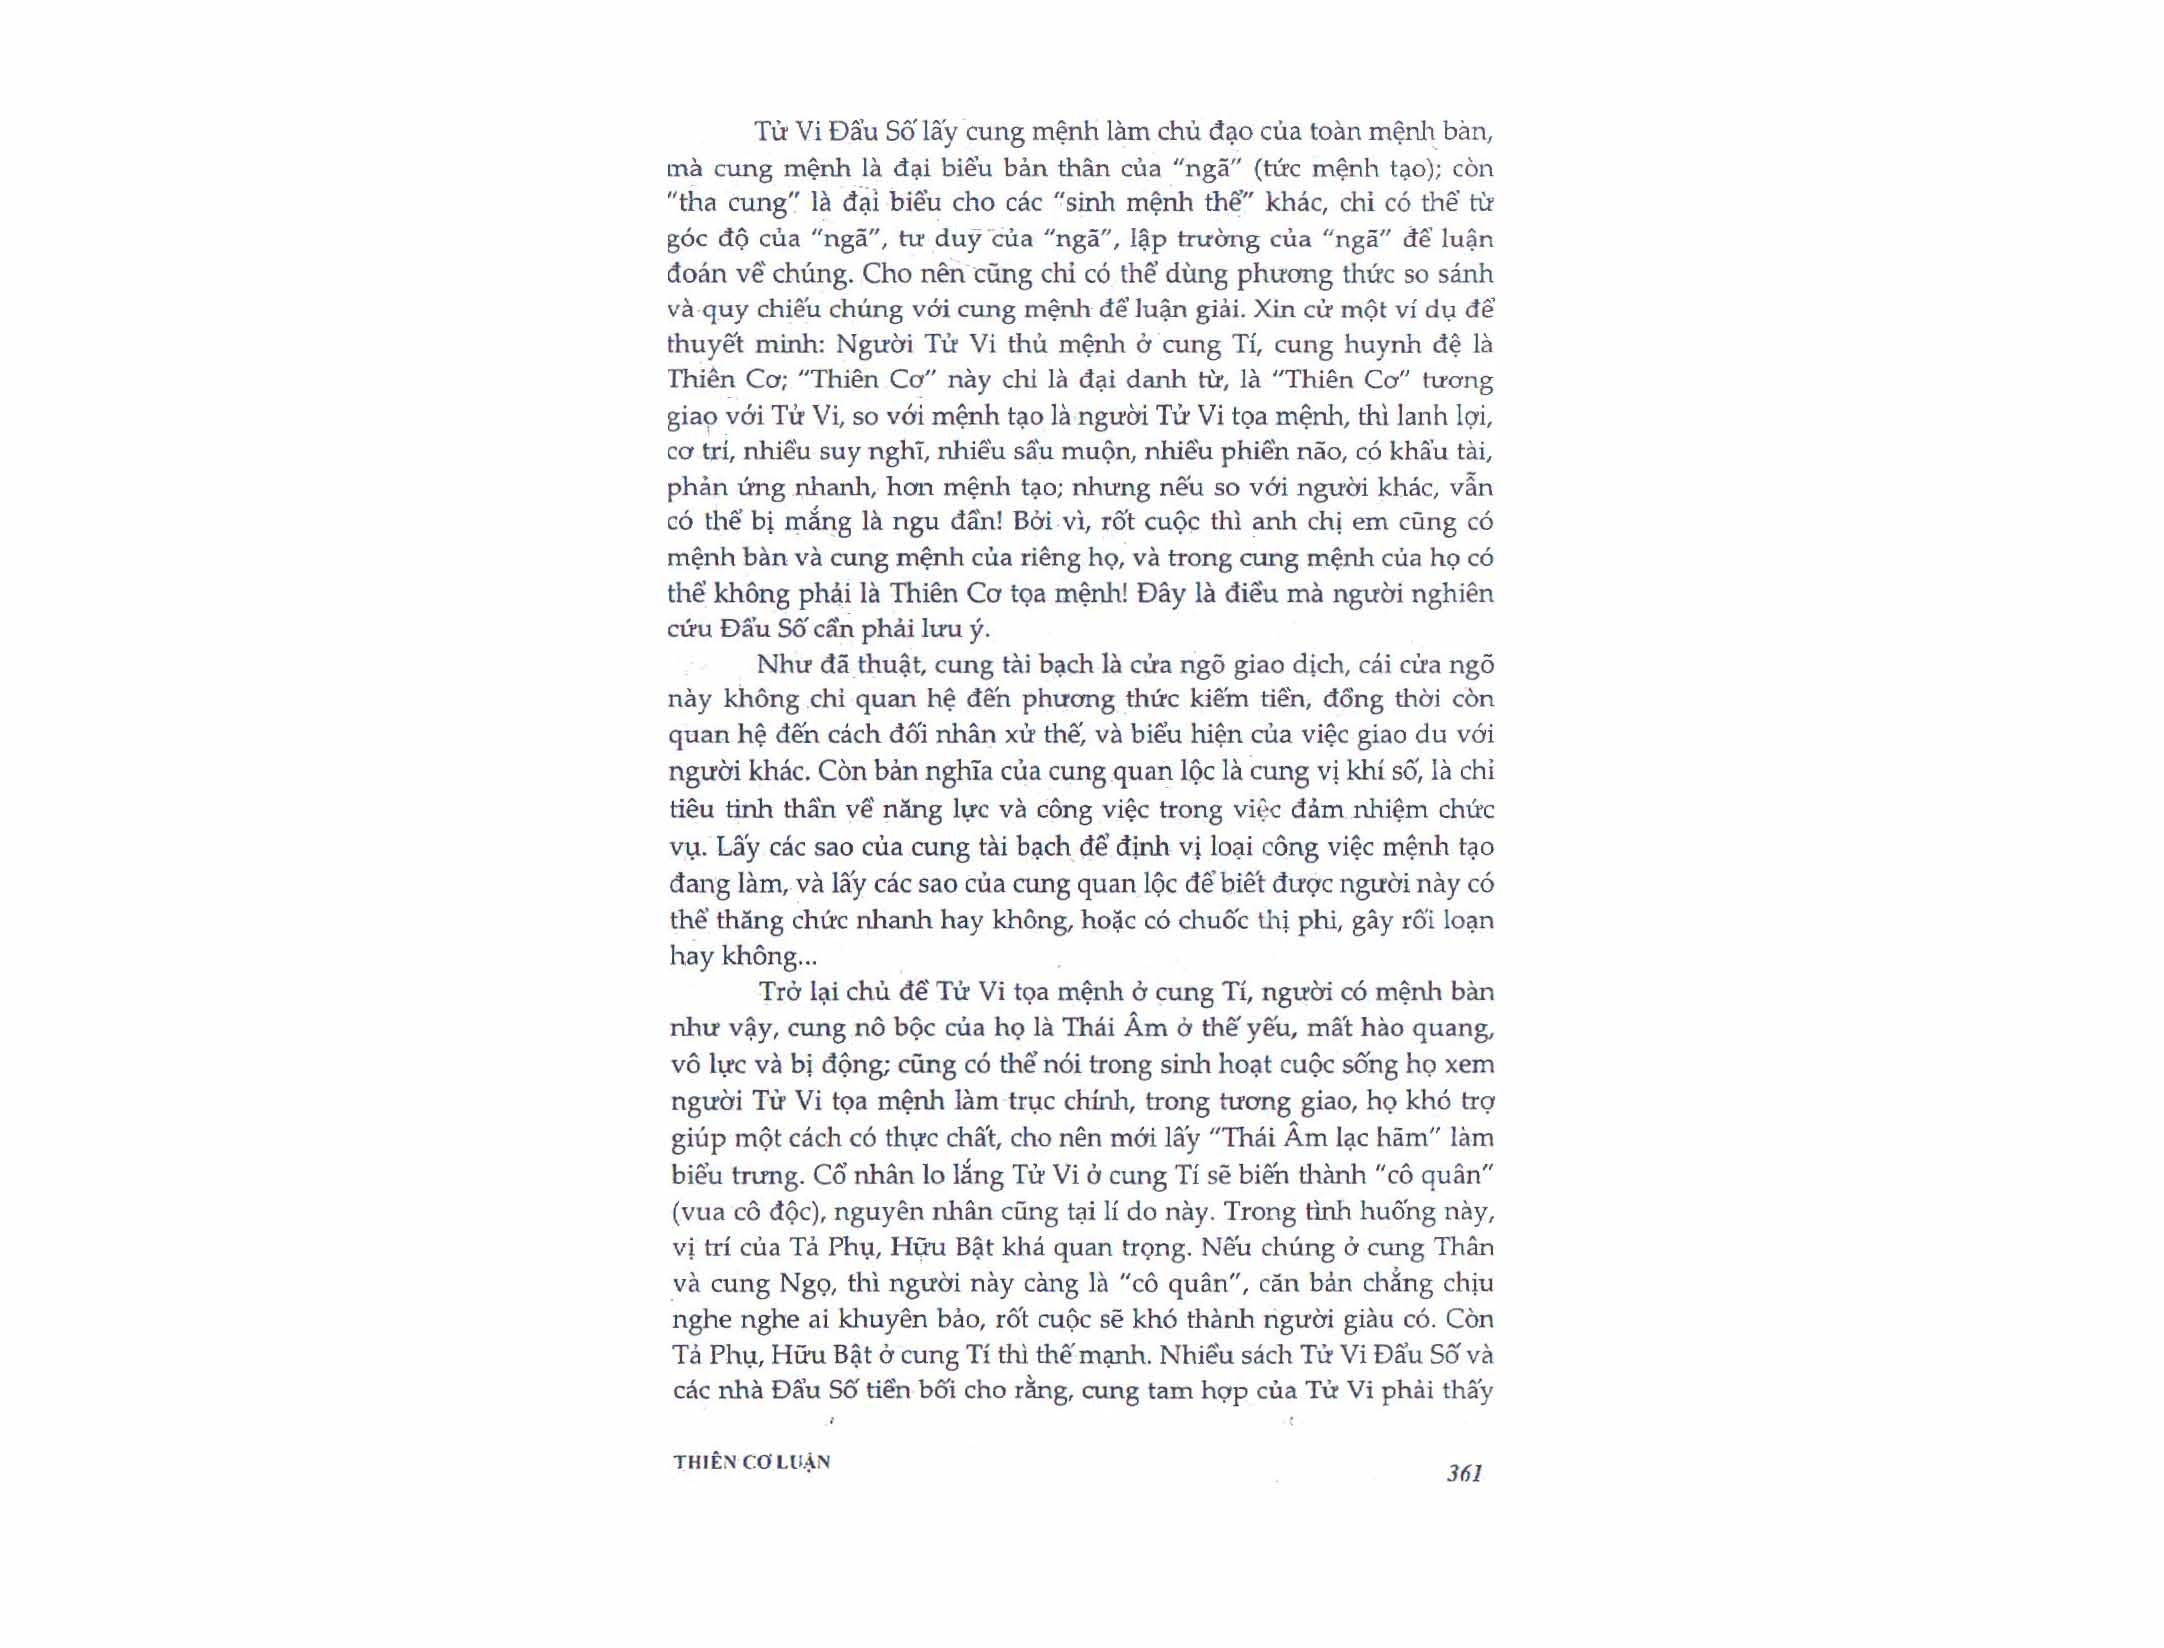 Tử Vi Đẩu Số lấy cung mệnh làm chủ đạo của toàn mệnh bàn,
mà cung mệnh là đại biểu bản thân của “ngã” (tức mệnh tạo); còn
“tha cung” là đại biểu cho các “sinh mệnh thể” khác, chỉ có thể từ
góc độ của “ngã”, tư duy của “ngã”, lập trường của “ngã” để luận
đoán về chúng. Cho nên cũng chỉ có thể dùng phương thức so sánh
và quy chiếu chúng với cung mệnh để luận giải. Xin cử một ví dụ để
thuyết minh: Người Tử Vi thủ mệnh ở cung Tí, cung huynh đệ là
Thiên Cơ; “Thiên Cơ” này chỉ là đại danh từ, là “Thiên Cơ” tương
giao với Tử Vi, so với mệnh tạo là người Tử Vi tọa mệnh, thì lanh lợi,
cơ trí, nhiều suy nghĩ, nhiều sầu muộn, nhiều phiền não, có khẩu tài,
phản ứng nhanh, hơn mệnh tạo; nhưng nếu so với người khác, vẫn
có thể bị mắng là ngu đần! Bởi vì, rốt cuộc thì anh chị em cũng có
mệnh bàn và cung mệnh của riêng họ, và trong cung mệnh của họ có
thể không phải là Thiên Cơ tọa mệnh! Đây là điều mà người nghiên
cứu Đẩu Số cần phải lưu ý.
Như đã thuật, cung tài bạch là cửa ngõ giao dịch, cái cửa ngõ
này không chỉ quan hệ đến phương thức kiếm tiền, đồng thời còn
quan hệ đến cách đối nhân xử thế, và biểu hiện của việc giao du với
người khác. Còn bản nghĩa của cung quan lộc là cung vị khí số, là chỉ
tiêu tinh thần về năng lực và công việc trong việc đảm nhiệm chức
vụ. Lấy các sao của cung tài bạch để định vị loại công việc mệnh tạo
đang làm, và lấy các sao của cung quan lộc để biết được người này có
thể thăng chức nhanh hay không, hoặc có chuốc thị phi, gây rối loạn
hay không...
Trở lại chủ đề Tử Vi tọa mệnh ở cung Tí, người có mệnh bàn
như vậy, cung nô bộc của họ là Thái Âm ở thế yếu, mất hào quang,
vô lực và bị động; cũng có thể nói trong sinh hoạt cuộc sống họ xem
người Tử Vi tọa mệnh làm trục chính, trong tương giao, họ khó trợ
giúp một cách có thực chất, cho nên mới lấy “Thái Âm lạc hãm” làm
biểu trưng. Cổ nhân lo lắng Tử Vi ở cung Tí sẽ biến thành “cô quân”
(vua cô độc), nguyên nhân cũng tại lí do này. Trong tình huống này,
vị trí của Tả Phụ, Hữu Bật khá quan trọng. Nếu chúng ở cung Thân
và cung Ngọ, thì người này càng là “cô quân”, căn bản chẳng chịu
nghe nghe ai khuyên bảo, rốt cuộc sẽ khó thành người giàu có. Còn
Tả Phụ, Hữu Bật ở cung Tí thì thế mạnh. Nhiều sách Tử Vi Đẩu Số và
các nhà Đẩu Số tiền bối cho rằng, cung tam hợp của Tử Vi phải thấy
THIÊN CƠ LUẬN
361